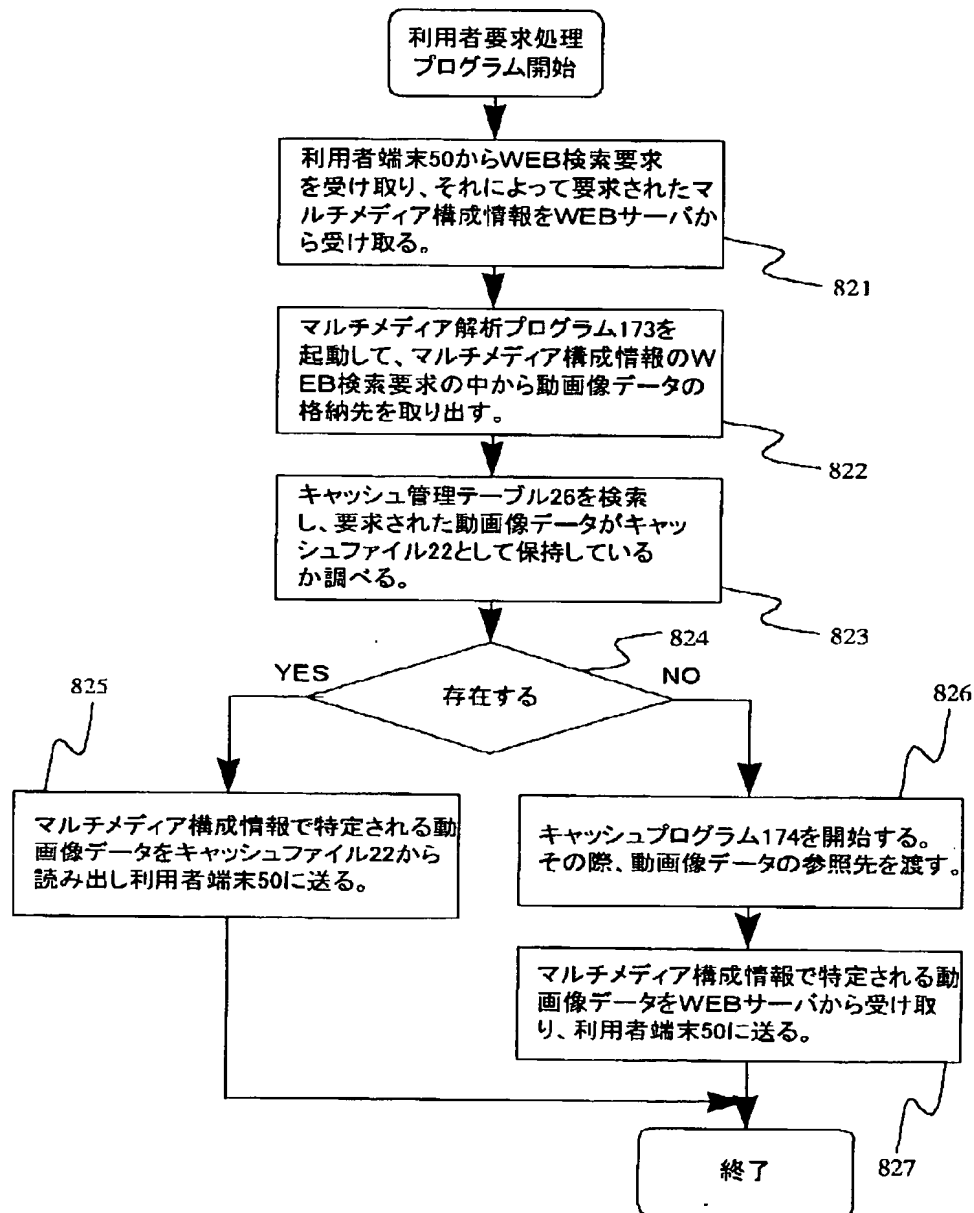 利用者要求処理
プログラム開始
利用者端末50からWEB検索要求
を受け取り、それによって要求されたマ
ルチメディア構成情報をWEBサーバか
ら受け取る。
821
マルチメディア解析プログラム173を
起動して、マルチメディア構成情報のW
EB検索要求の中から動画像データの
格納先を取り出す。
822
キャッシュ管理テーブル26を検索
し、要求された動画像データがキャッ
シュファイル22として保持している
か調べる。
823
824
YES
NO
存在する
825
826
マルチメディア構成情報で特定される動
画像データをキャッシュファイル22から
読み出し利用者端末50に送る。
キャッシュプログラム174を開始する。
その際、動画像データの参照先を渡す。
マルチメディア構成情報で特定される動
画像データをWEBサーバから受け取
り、利用者端末50に送る。
827
終了